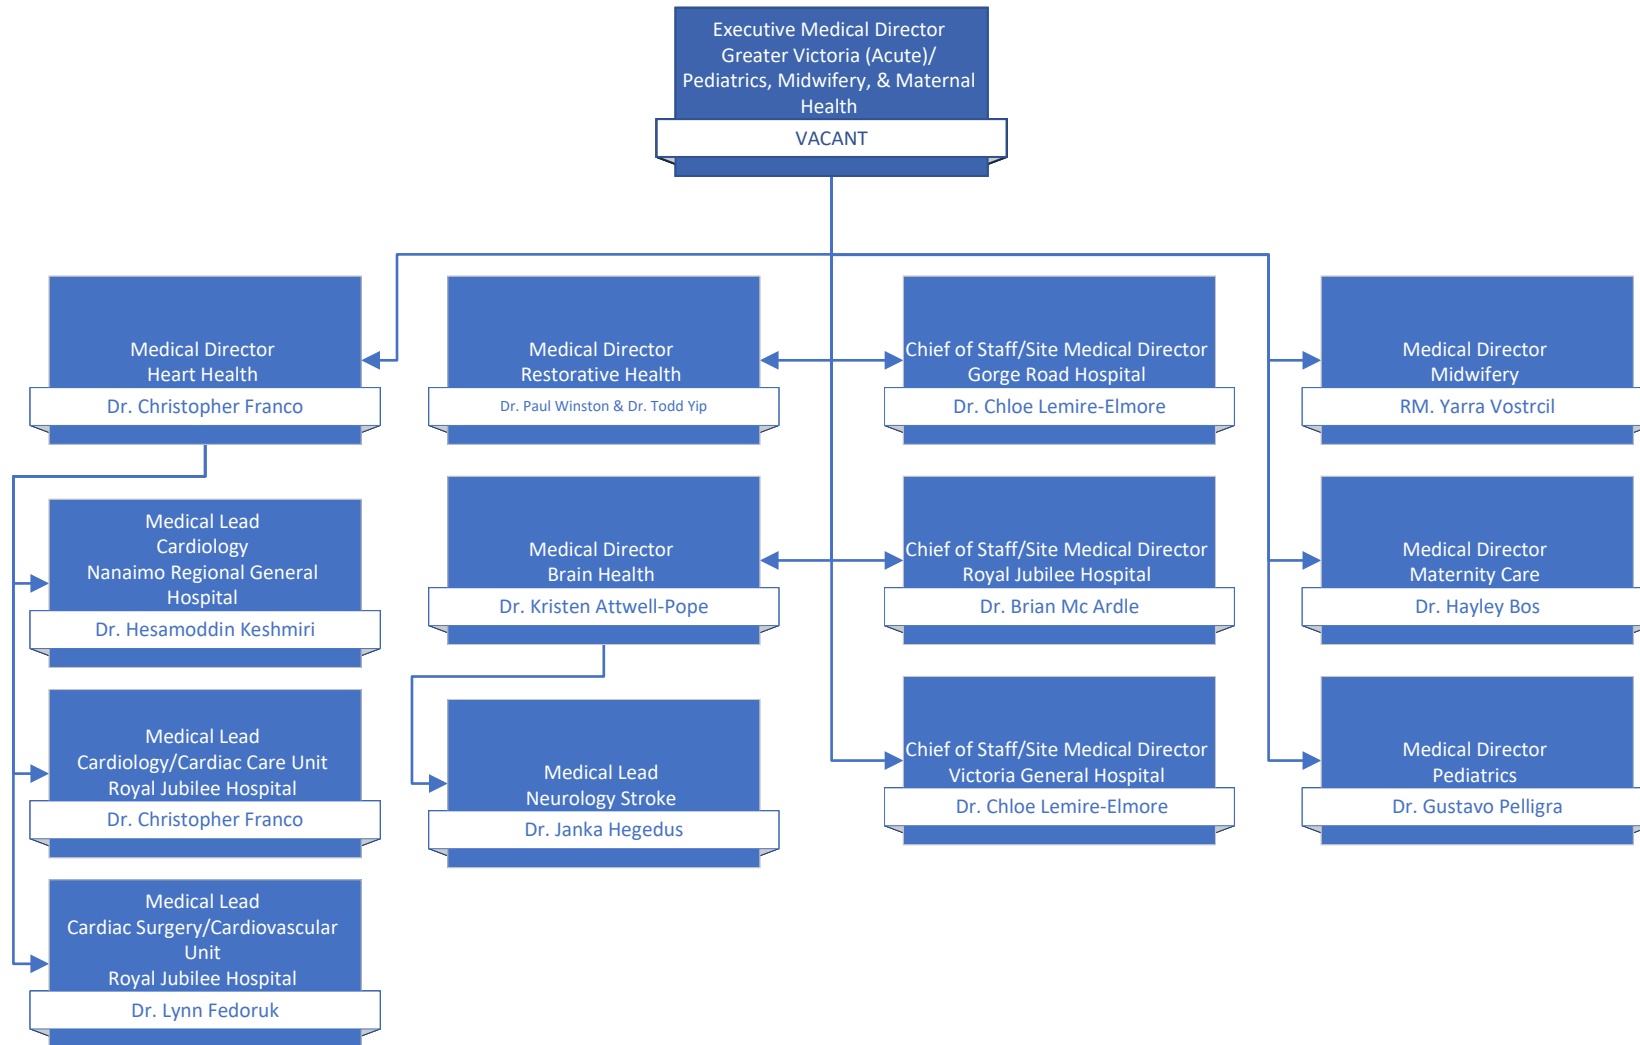 Executive Medical Director
Greater Victoria (Acute)/
Pediatrics, Midwifery, & Maternal
Health
VACANT
Medical Director
Heart Health
Dr. Christopher Franco
Medical Director
Restorative Health
Dr. Paul Winston & Dr. Todd Yip
Chief of Staff/Site Medical Director
Gorge Road Hospital
Dr. Chloe Lemire-Elmore
Medical Director
Midwifery
RM. Yarra Vostrcil
Medical Lead
Cardiology
Nanaimo Regional General
Hospital
Dr. Hesamoddin Keshmiri
Medical Director
Brain Health
Dr. Kristen Attwell-Pope
Chief of Staff/Site Medical Director
Royal Jubilee Hospital
Dr. Brian Mc Ardle
Medical Director
Maternity Care
Dr. Hayley Bos
Medical Lead
Cardiology/Cardiac Care Unit
Royal Jubilee Hospital
Dr. Christopher Franco
Medical Lead
Neurology Stroke
Dr. Janka Hegedus
Chief of Staff/Site Medical Director
Victoria General Hospital
Dr. Chloe Lemire-Elmore
Medical Director
Pediatrics
Dr. Gustavo Pelligra
Medical Lead
Cardiac Surgery/Cardiovascular
Unit
Royal Jubilee Hospital
Dr. Lynn Fedoruk